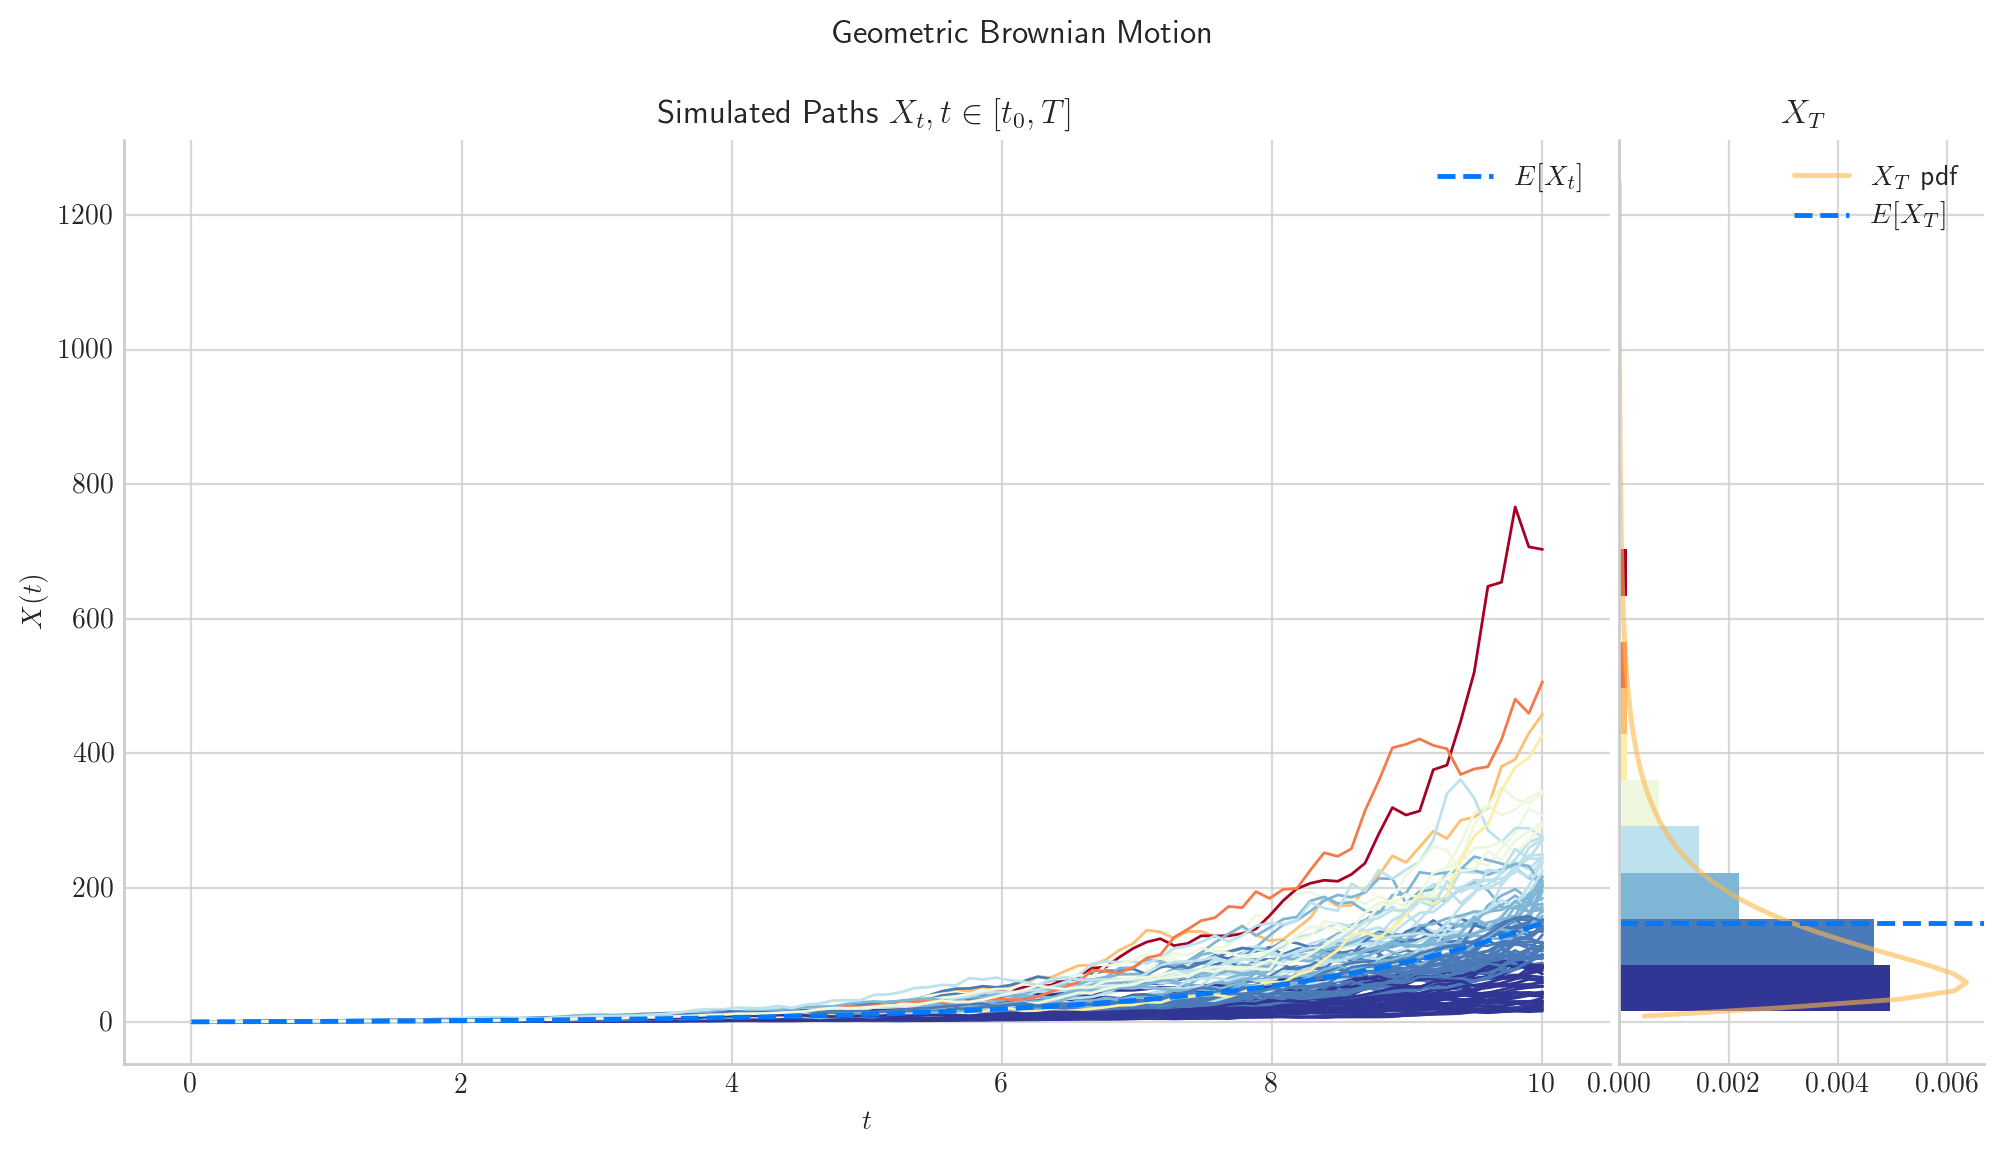 Geometric Brownian Motion
Simulated Paths $X_t, t \in [t_0, T]$
$X_T$
$E[X_t]$
$X_T$ pdf
$E[X_T]$
1200
1000
800
600
400
200
0
$X(t)$
0 2 4 6 8 10
0.000 0.002 0.004 0.006
$t$